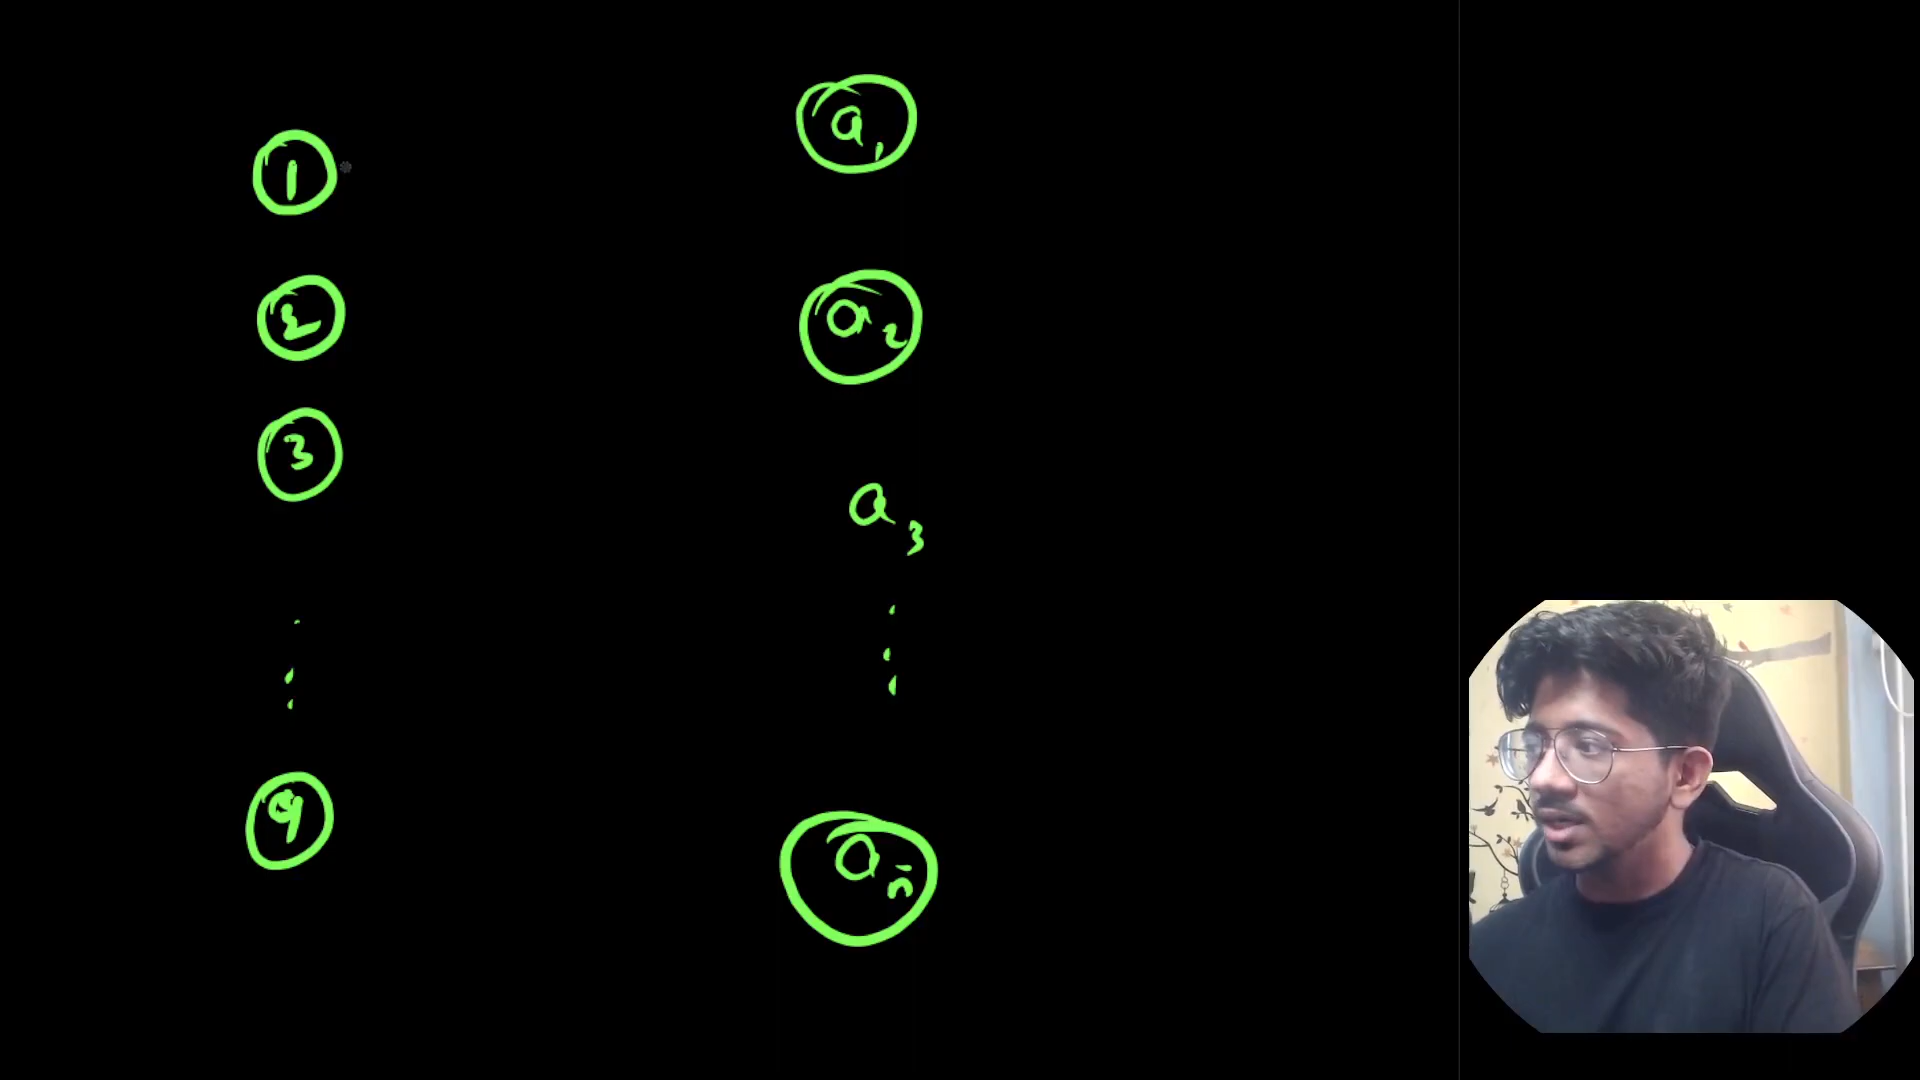 1
2
3
.
.
.
9
a1
a2
a3
.
.
.
an